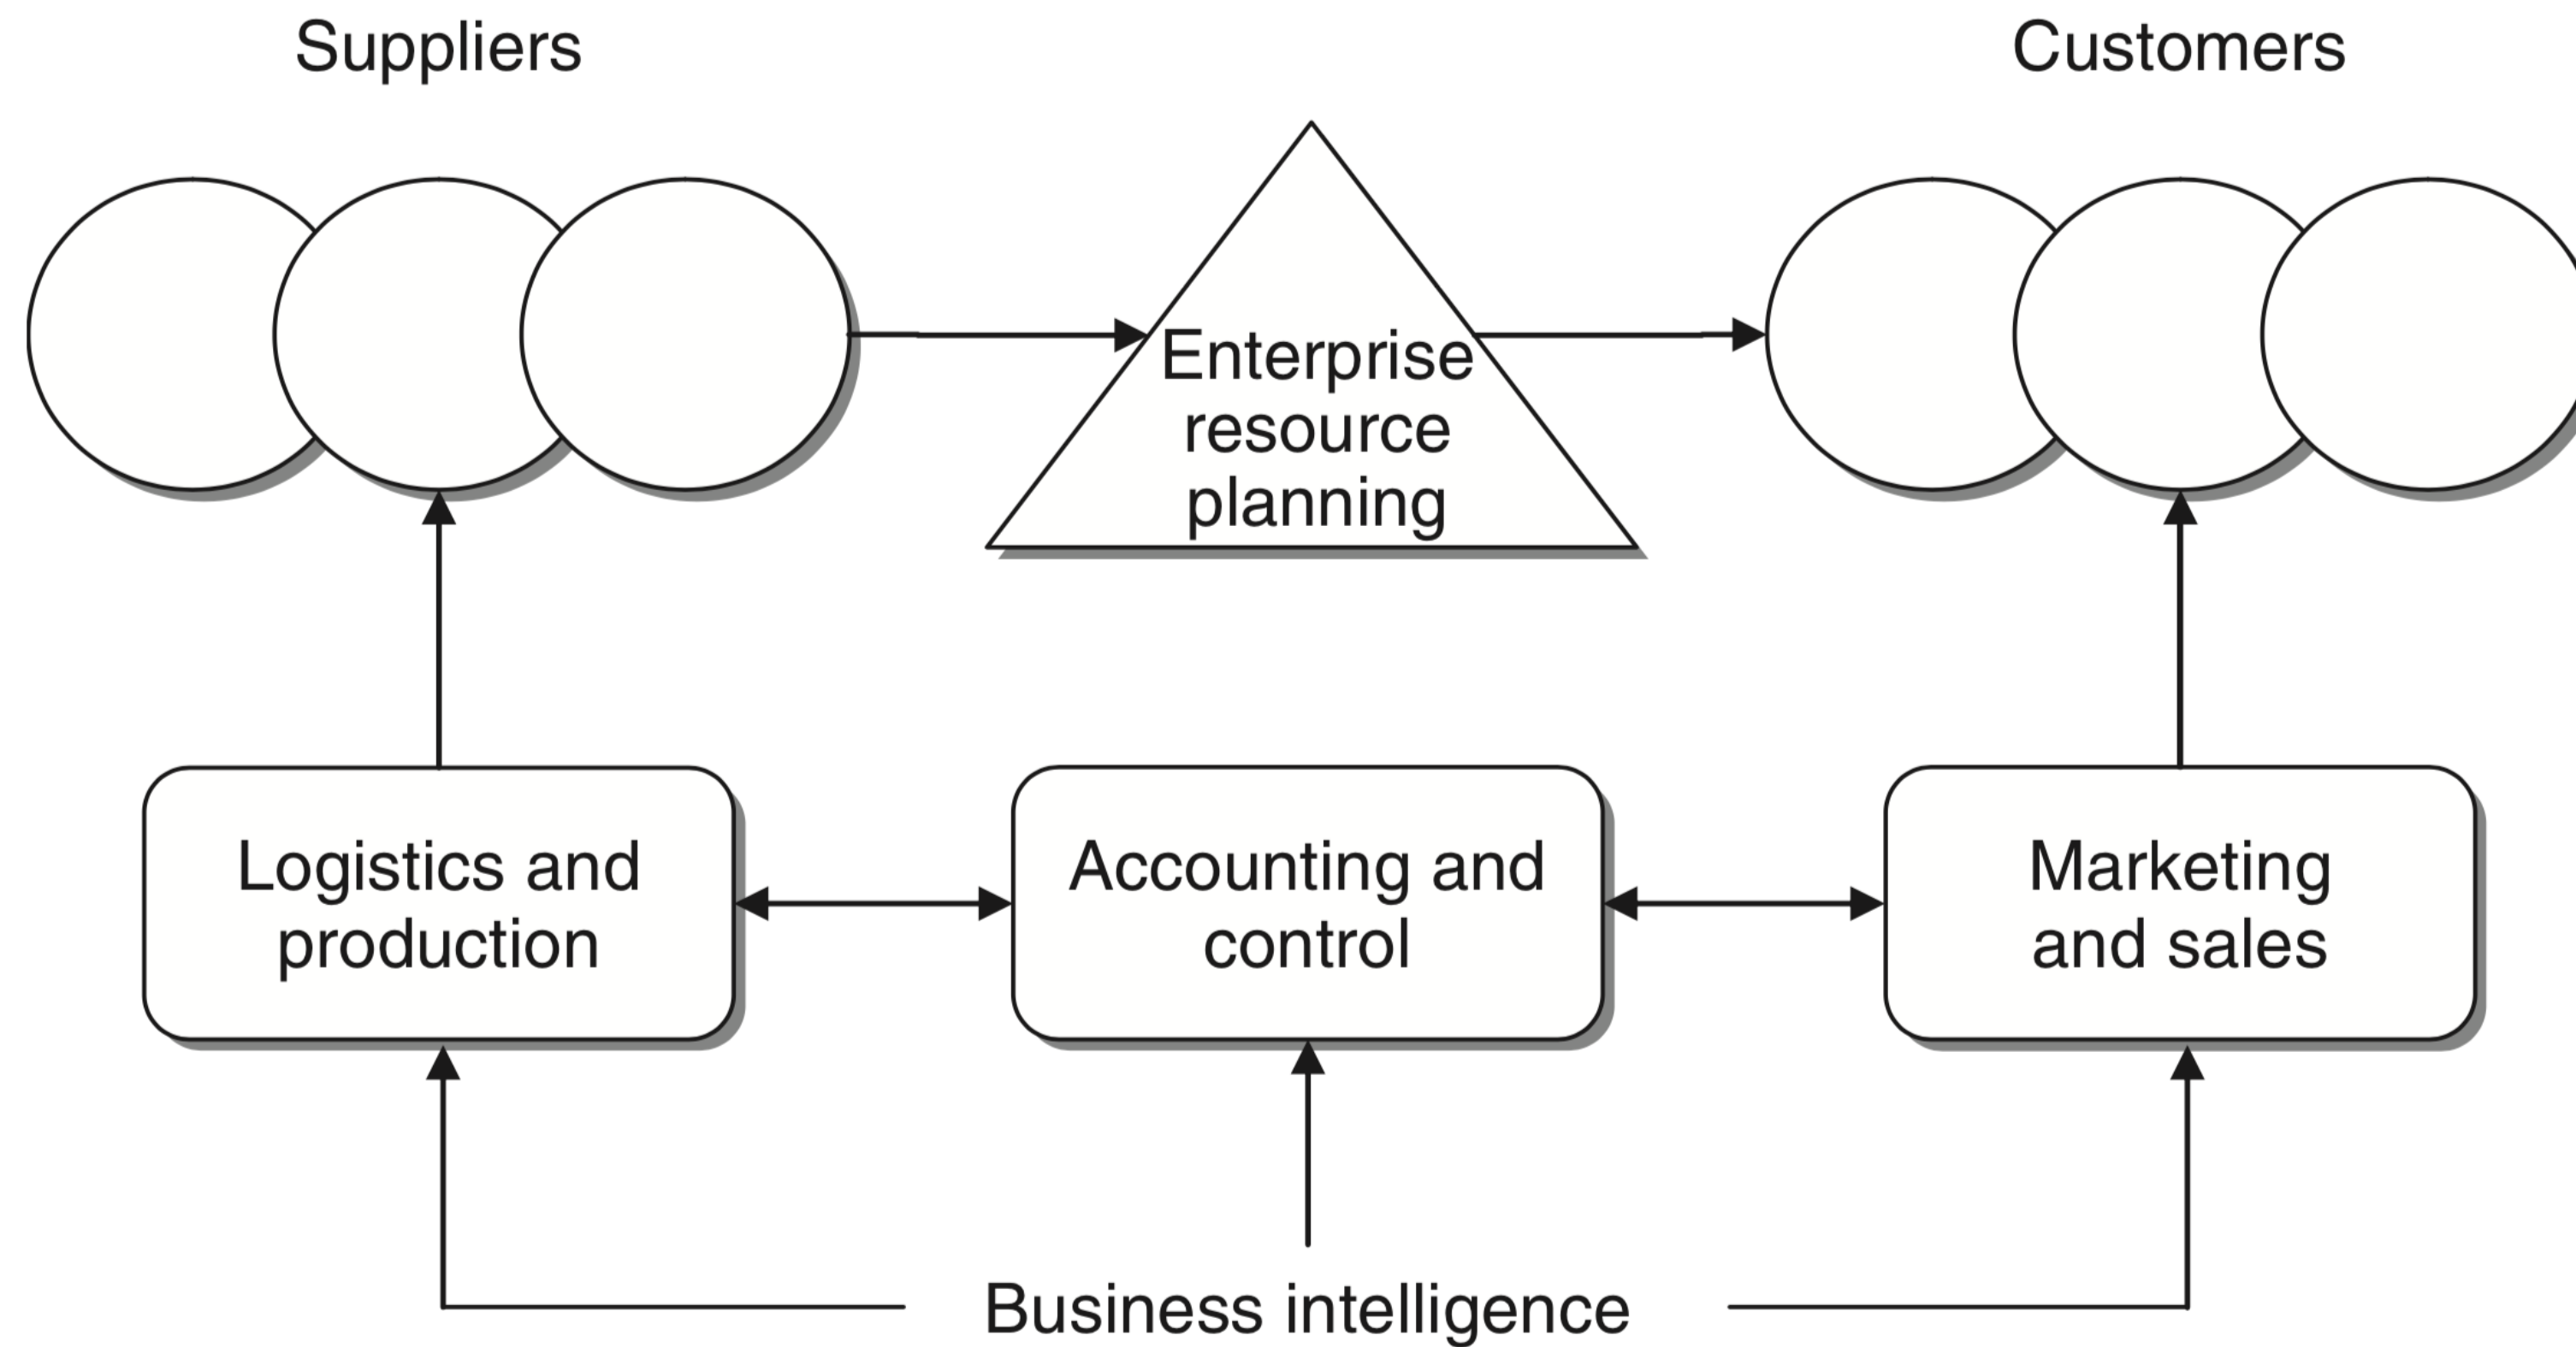 Suppliers
Customers
Enterprise
resource
planning
Logistics and
production
Accounting and
control
Marketing
and sales
Business intelligence